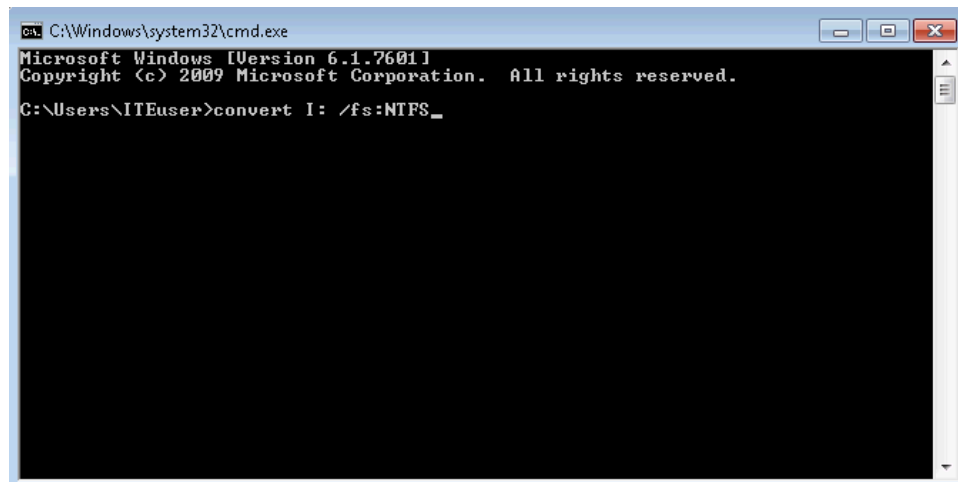 C:\Windows\system32\cmd.exe
Microsoft Windows [Version 6.1.7601]
Copyright (c) 2009 Microsoft Corporation.  All rights reserved.
C:\Users\ITEuser>convert I: /fs:NTFS_